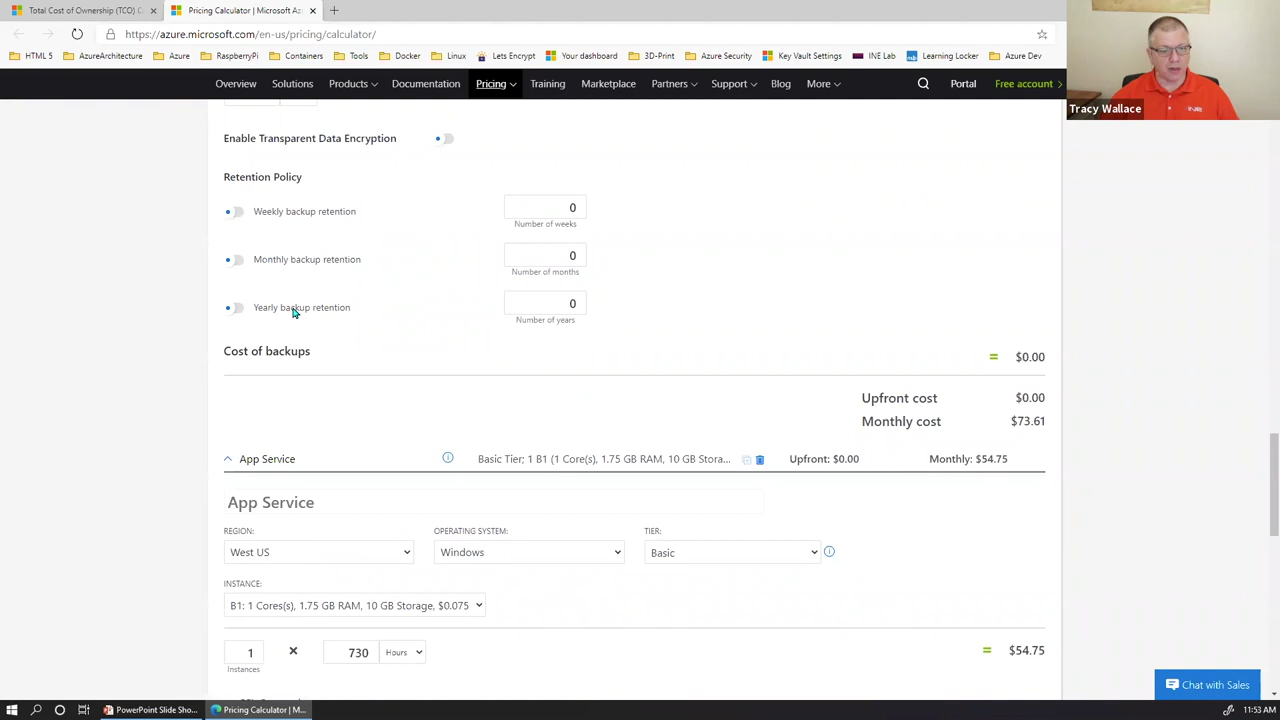 Total Cost of Ownership (TCO) C
Pricing Calculator | Microsoft Az
https://azure.microsoft.com/en-us/pricing/calculator/
HTML 5 AzureArchitecture Azure RaspberryPi Containers Tools Docker Linux Lets Encrypt Your dashboard 3D-Print Azure Security Key Vault Settings INE Lab Learning Locker Azure Dev
Overview Solutions Products Documentation Pricing Training Marketplace Partners Support Blog More Portal Free account
Tracy Wallace
Enable Transparent Data Encryption
Retention Policy
Weekly backup retention 0
Number of weeks
Monthly backup retention 0
Number of months
Yearly backup retention 0
Number of years
Cost of backups = $0.00
Upfront cost $0.00
Monthly cost $73.61
App Service Basic Tier; 1 B1 (1 Core(s), 1.75 GB RAM, 10 GB Stora... Upfront: $0.00 Monthly: $54.75
App Service
REGION: OPERATING SYSTEM: TIER:
West US Windows Basic
INSTANCE:
B1: 1 Cores(s), 1.75 GB RAM, 10 GB Storage, $0.075
1 × 730 Hours = $54.75
Instances
Chat with Sales
PowerPoint Slide Sho... Pricing Calculator | M... 11:53 AM